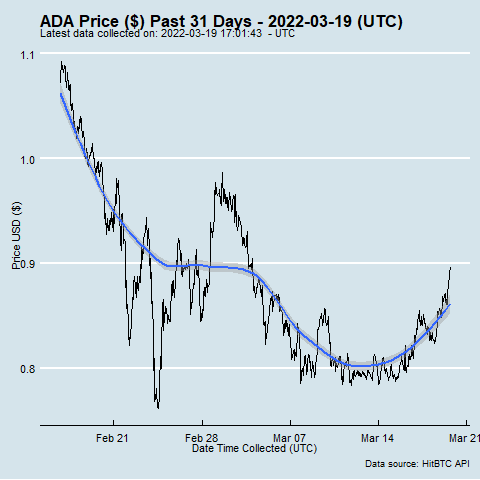 ADA Price ($) Past 31 Days - 2022-03-19 (UTC)
Latest data collected on: 2022-03-19 17:01:43 - UTC
1.1
1.0
0.9
0.8
Price USD ($)
Feb 21 Feb 28 Mar 07 Mar 14 Mar 21
Date Time Collected (UTC)
Data source: HitBTC API